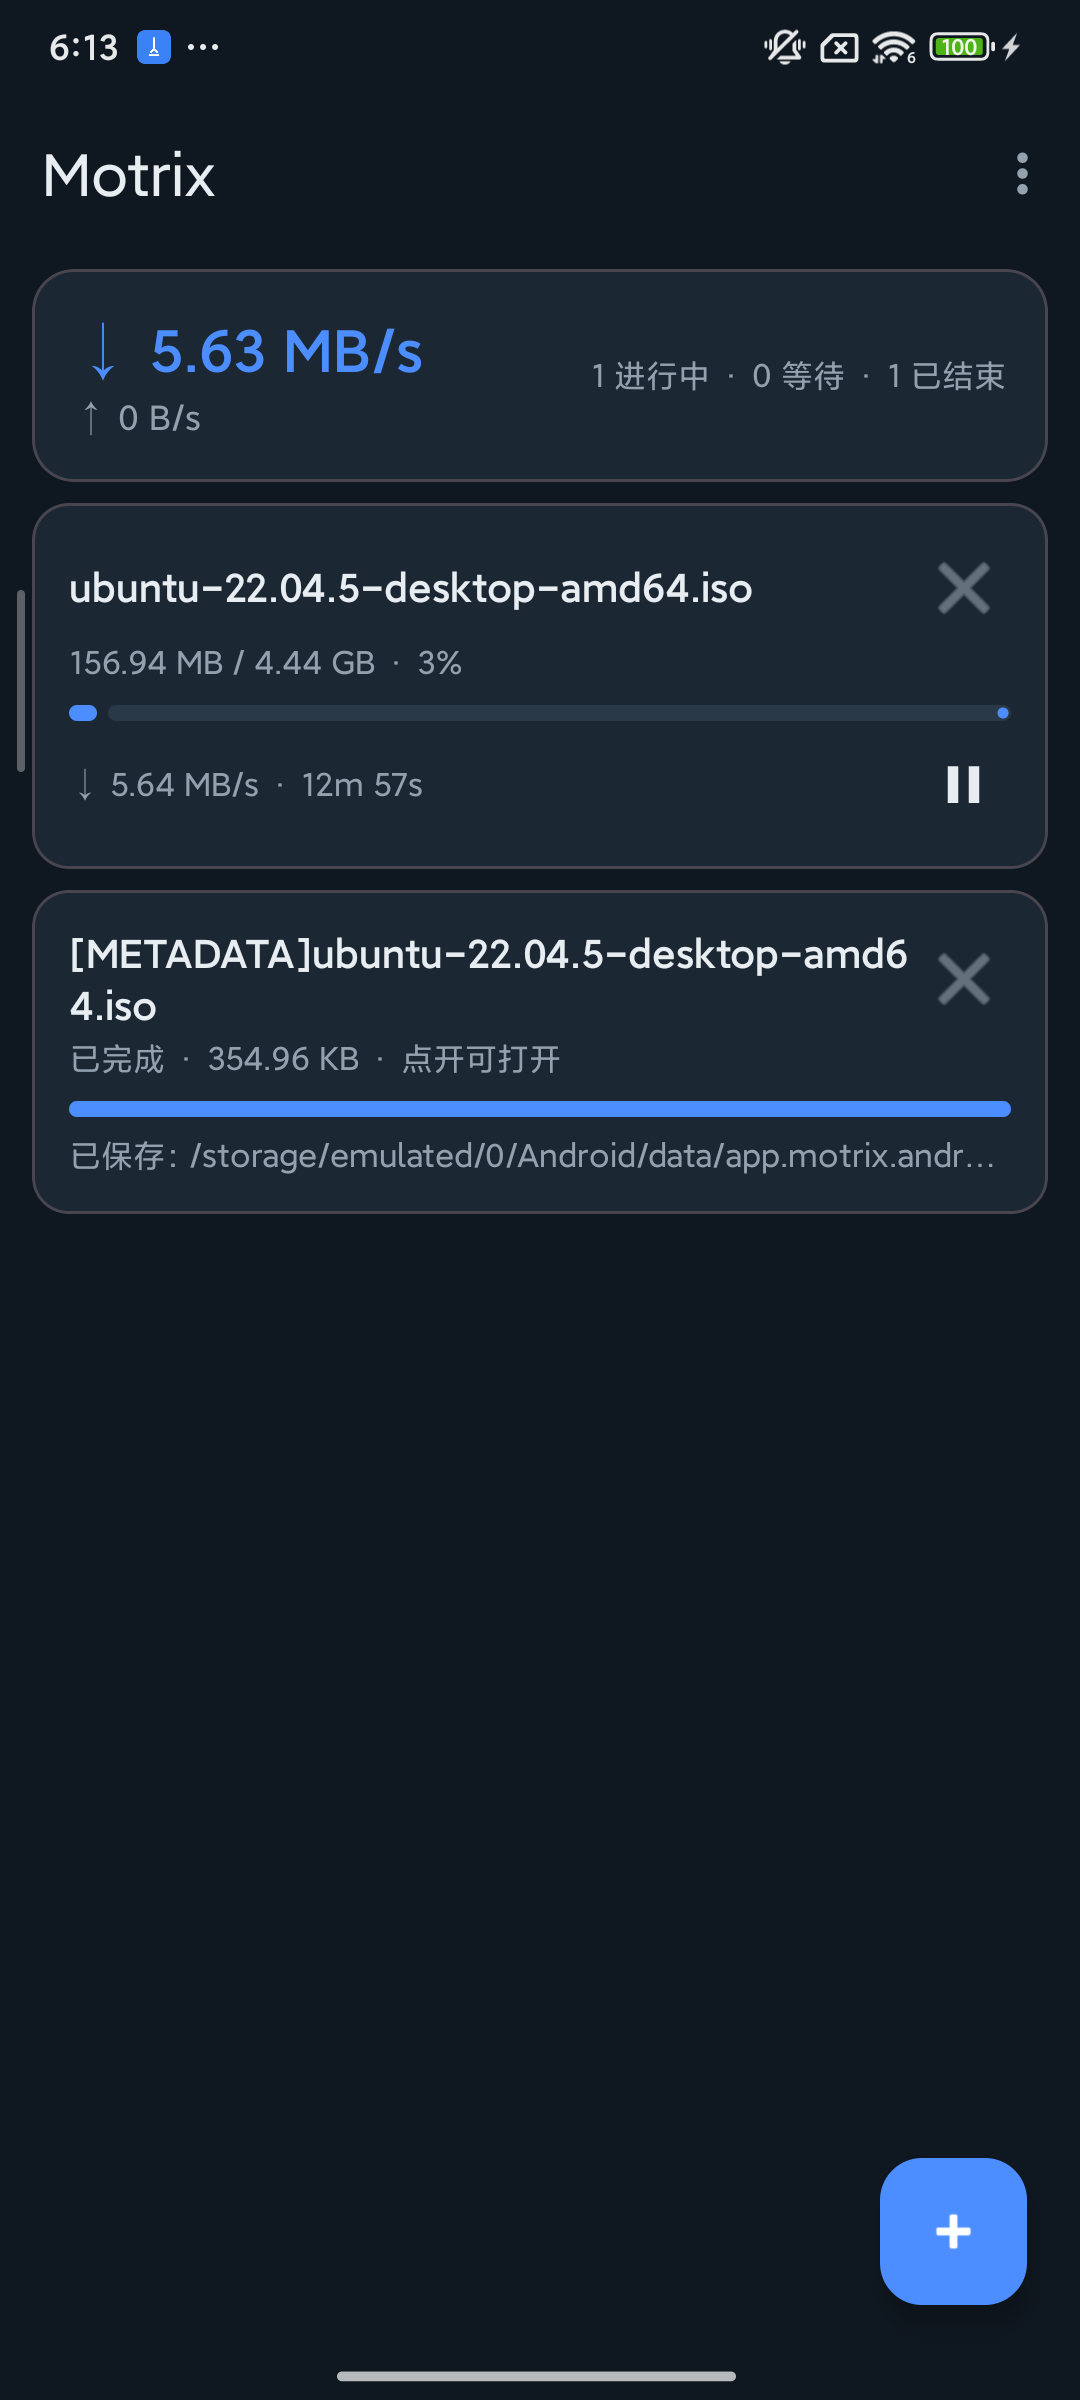 6:13
6
100
Motrix
↓ 5.63 MB/s
↑ 0 B/s
1 进行中 · 0 等待 · 1 已结束
ubuntu-22.04.5-desktop-amd64.iso
156.94 MB / 4.44 GB · 3%
↓ 5.64 MB/s · 12m 57s
[METADATA]ubuntu-22.04.5-desktop-amd6
4.iso
已完成 · 354.96 KB · 点开可打开
已保存: /storage/emulated/0/Android/data/app.motrix.andr...